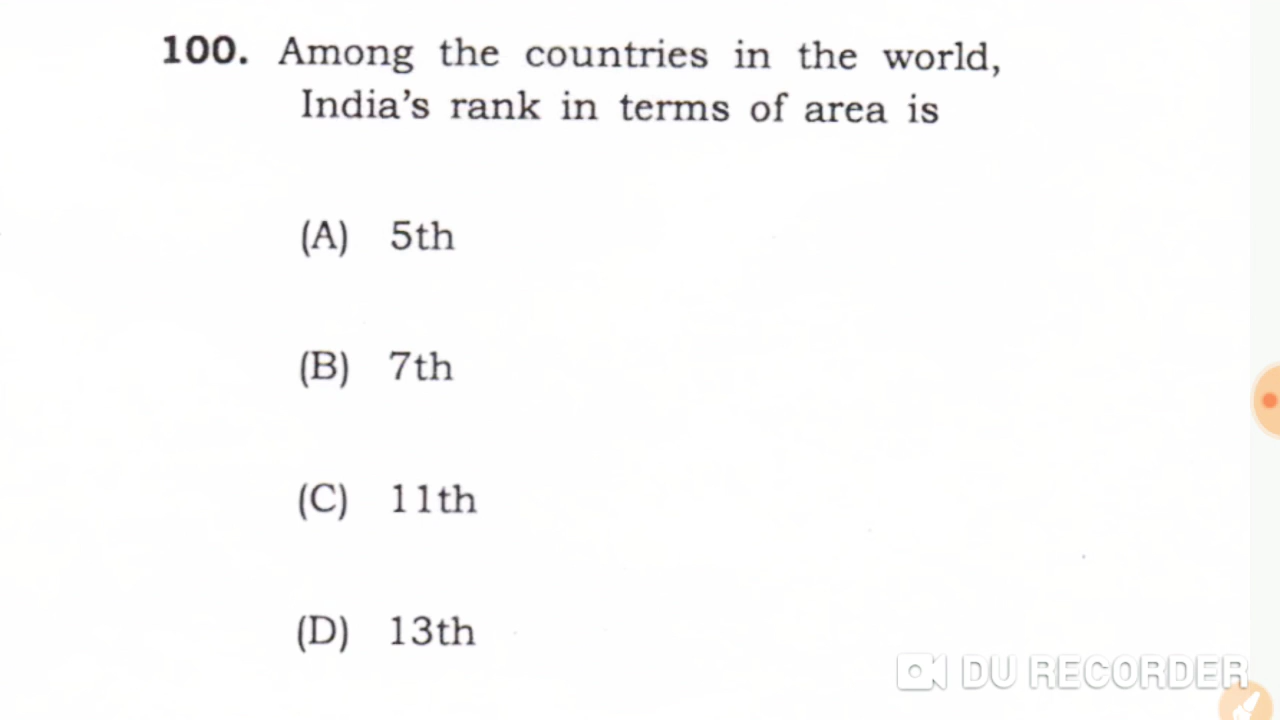 100. Among the countries in the world,
India's rank in terms of area is
(A) 5th
(B) 7th
(C) 11th
(D) 13th
DU RECORDER